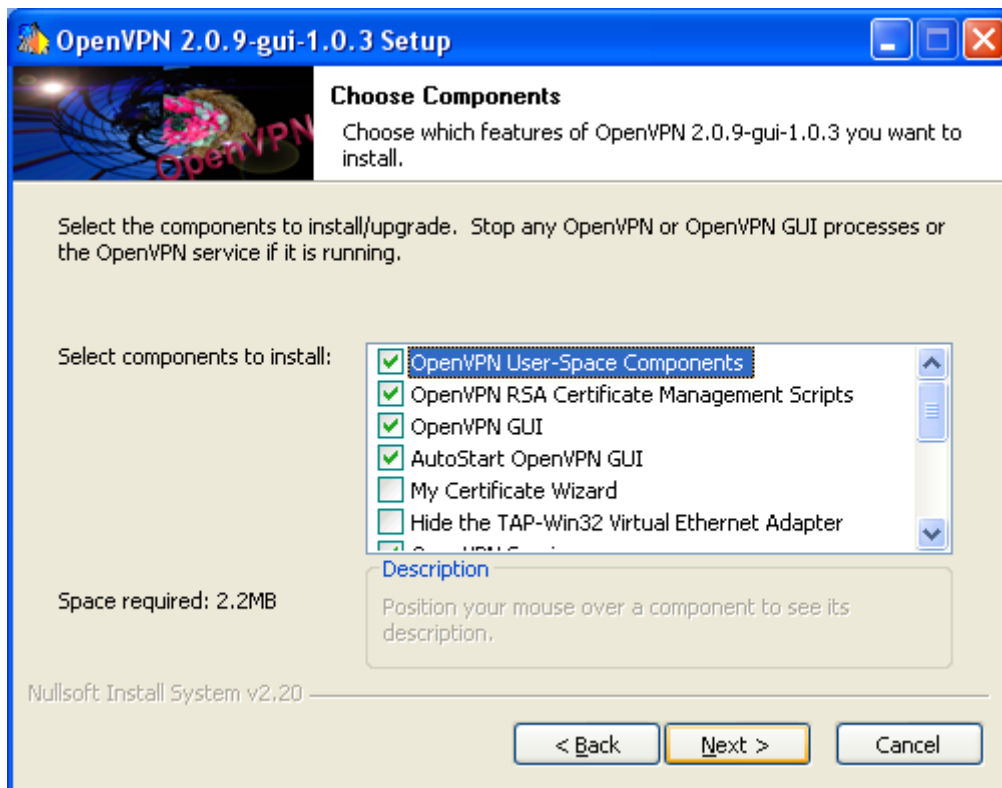 OpenVPN 2.0.9-gui-1.0.3 Setup
OpenVPN
Choose Components
Choose which features of OpenVPN 2.0.9-gui-1.0.3 you want to
install.
Select the components to install/upgrade.  Stop any OpenVPN or OpenVPN GUI processes or
the OpenVPN service if it is running.
Select components to install:
OpenVPN User-Space Components
OpenVPN RSA Certificate Management Scripts
OpenVPN GUI
AutoStart OpenVPN GUI
My Certificate Wizard
Hide the TAP-Win32 Virtual Ethernet Adapter
Space required: 2.2MB
Description
Position your mouse over a component to see its
description.
Nullsoft Install System v2.20
< Back
Next >
Cancel